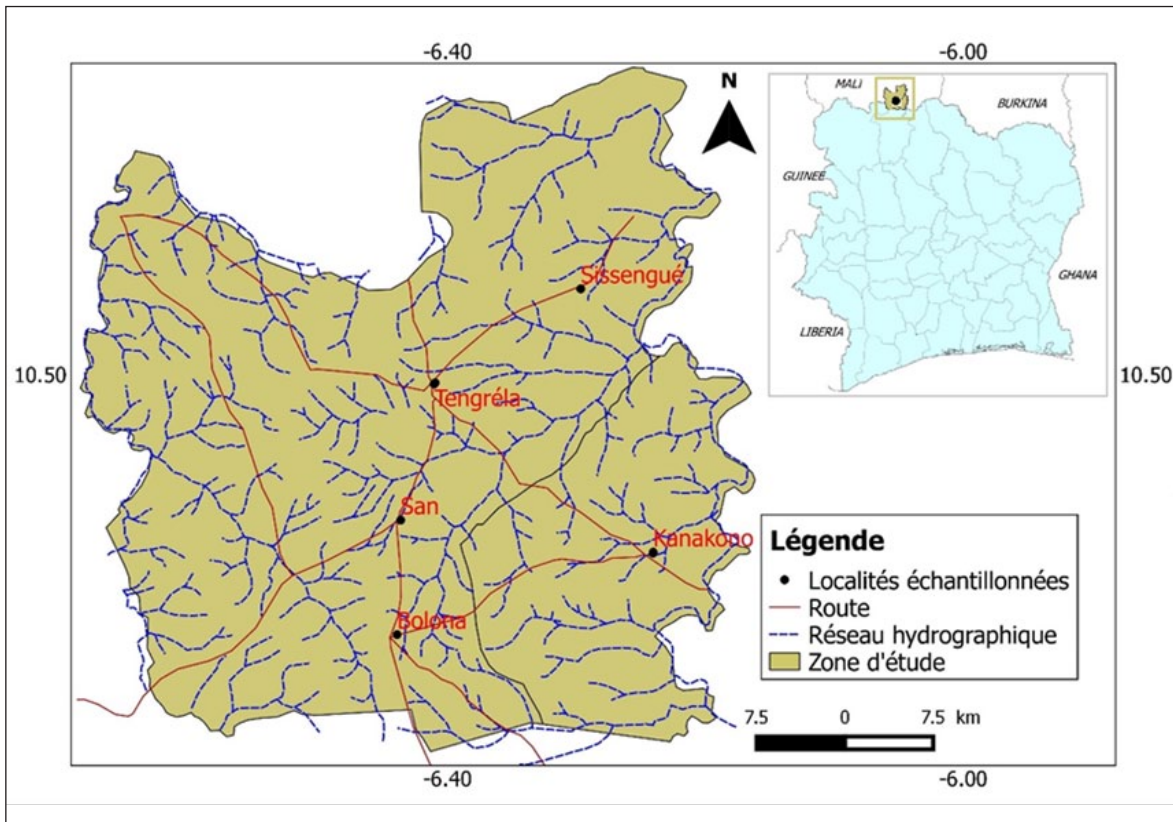 -6.40
-6.00
N
MALI
BURKINA
GUINEE
GHANA
LIBERIA
Sissengué
10.50
10.50
Tengréla
San
Kanakono
Bolona
Légende
Localités échantillonnées
Route
Réseau hydrographique
Zone d'étude
7.5 0 7.5 km
-6.40
-6.00